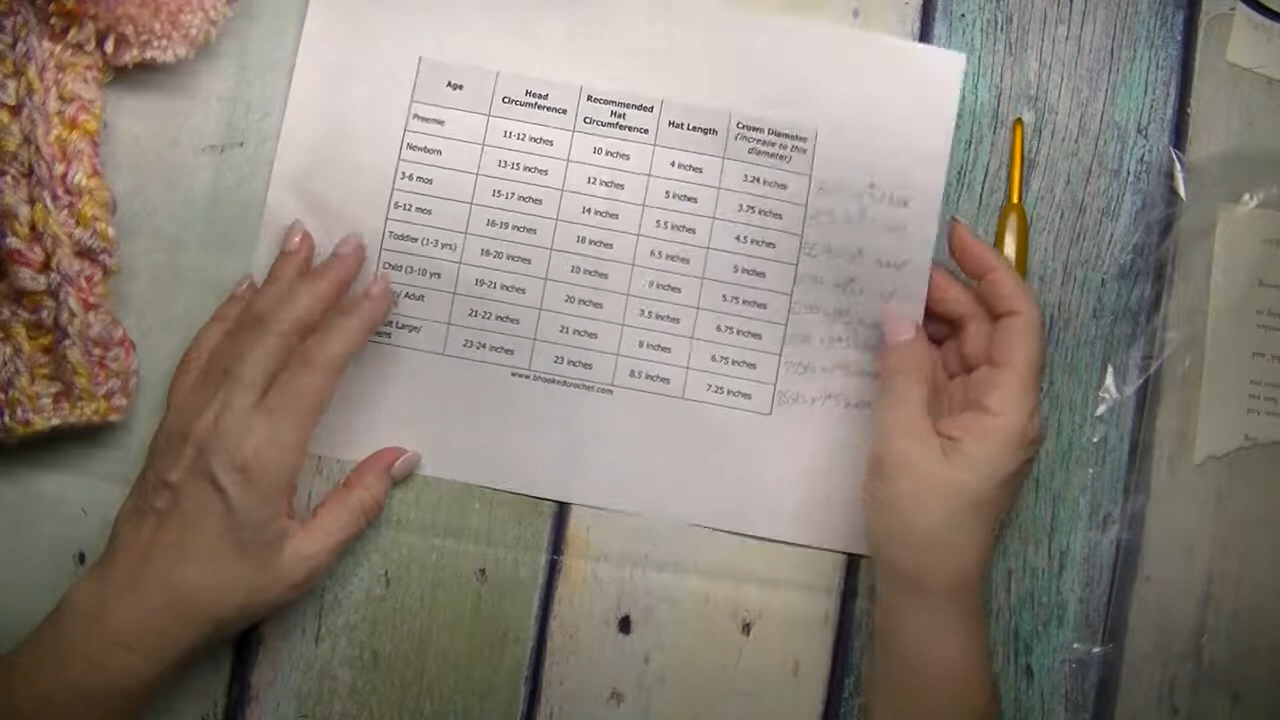 Age Head Circumference Recommended Hat Circumference Hat Length Crown Diameter (increase to this diameter)
Preemie 11-12 inches 10 inches 4 inches 3.24 inches
Newborn 13-15 inches 12 inches 5 inches 3.75 inches
3-6 mos 15-17 inches 14 inches 5.5 inches 4.5 inches
6-12 mos 16-19 inches 18 inches 6.5 inches 5 inches
Toddler (1-3 yrs) 18-20 inches inches 8 inches 5.75 inches
Child (3-10 yrs 19-21 inches 20 inches inches 6.75 inches
/ Adult 21-22 inches 21 inches 8 inches 6.75 inches
Large/ 23-24 inches 23 inches 8.5 inches 7.25 inches
www.bhookedcrochet.com